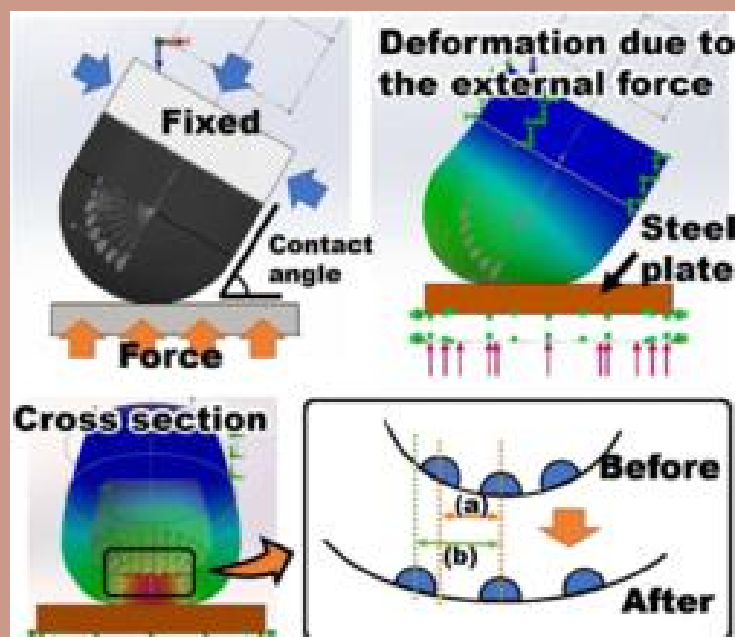 Fixed
Contact
angle
Force
Deformation due to
the external force
Steel
plate
Cross section
Before
(a)
(b)
After